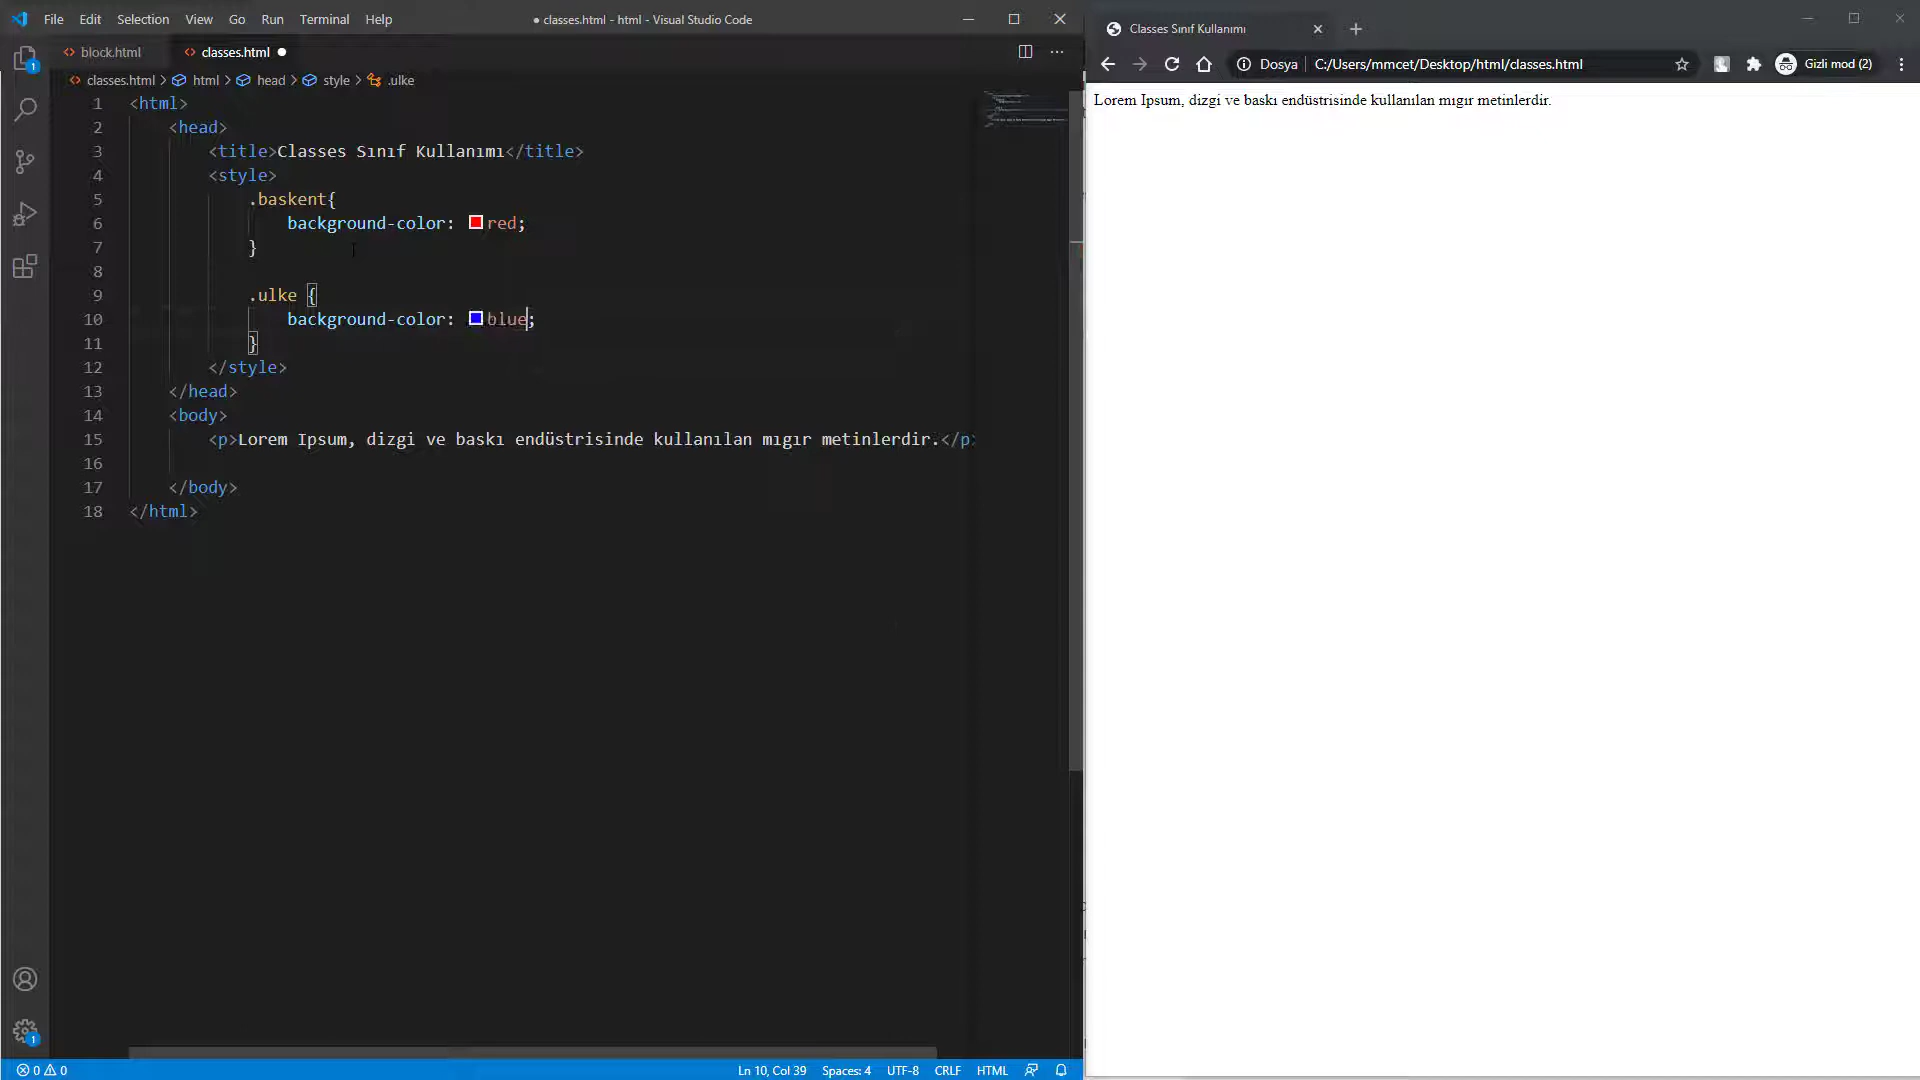 File Edit Selection View Go Run Terminal Help
● classes.html - html - Visual Studio Code
block.html
classes.html ●
classes.html > html > head > style > .ulke
1 <html>
2 <head>
3 <title>Classes Sınıf Kullanımı</title>
4 <style>
5 .baskent{
6 background-color: red;
7 }
8
9 .ulke {
10 background-color: blue;
11 }
12 </style>
13 </head>
14 <body>
15 <p>Lorem Ipsum, dizgi ve baskı endüstrisinde kullanılan mıgır metinlerdir.</p>
16
17 </body>
18 </html>
1
1
0 0
Ln 10, Col 39 Spaces: 4 UTF-8 CRLF HTML
Classes Sınıf Kullanımı
Dosya | C:/Users/mmcet/Desktop/html/classes.html
Gizli mod (2)
Lorem Ipsum, dizgi ve baskı endüstrisinde kullanılan mıgır metinlerdir.